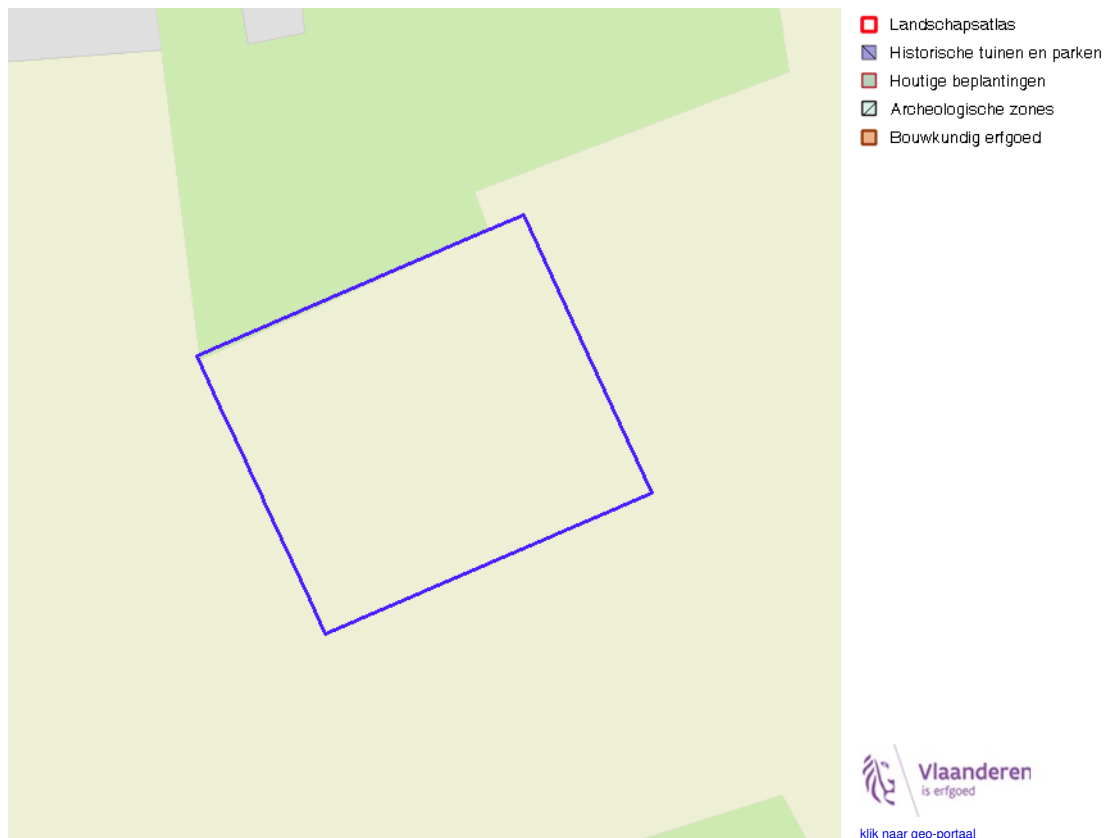 Landschapsatlas
Historische tuinen en parken
Houtige beplantingen
Archeologische zones
Bouwkundig erfgoed
Vlaanderen
is erfgoed
klik naar geo-portaal